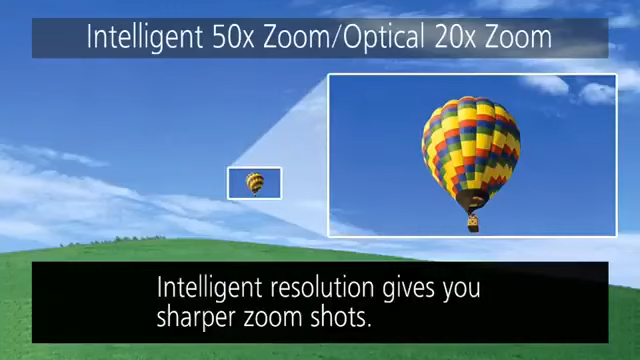 Intelligent 50x Zoom/Optical 20x Zoom
Intelligent resolution gives you
sharper zoom shots.